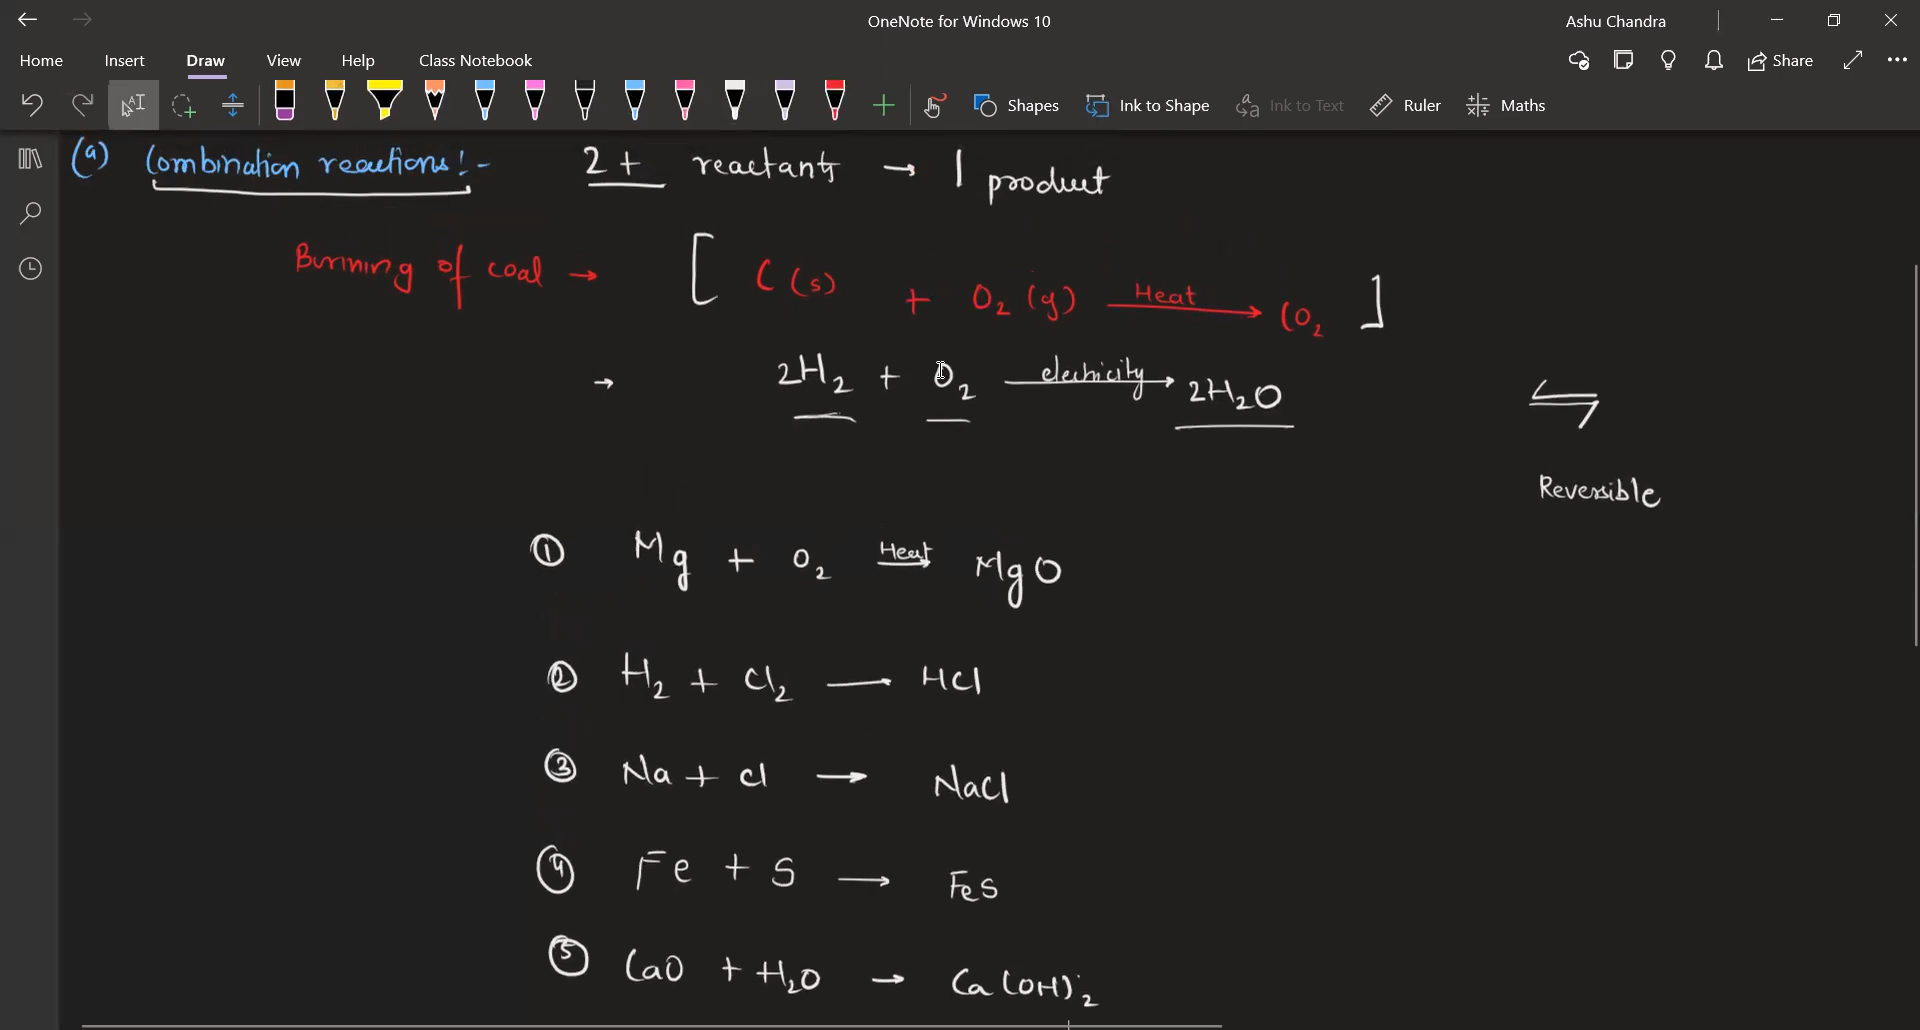 OneNote for Windows 10
Ashu Chandra
Home Insert Draw View Help Class Notebook Share
Shapes Ink to Shape Ink to Text Ruler Maths
(a) Combination reactions:- 2+ reactants → 1 product
Burning of coal → [ C (s) + O₂ (g) Heat → CO₂ ]
→ 2H₂ + O₂ electricity → 2H₂O ⇌
Reversible
① Mg + O₂ Heat → MgO
② H₂ + Cl₂ — HCl
③ Na + Cl → NaCl
④ Fe + S → FeS
⑤ CaO + H₂O → Ca(OH)₂